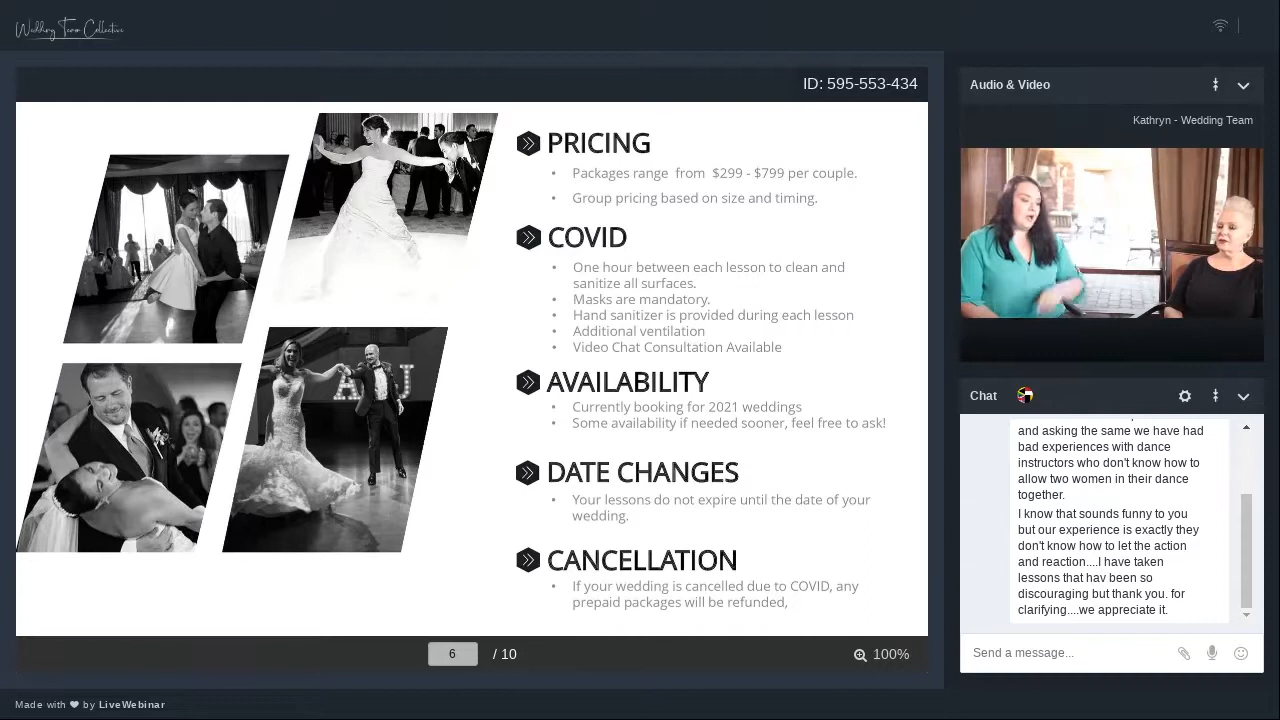 Wedding Team Collective
ID: 595-553-434
PRICING
• Packages range from $299 - $799 per couple.
• Group pricing based on size and timing.
COVID
• One hour between each lesson to clean and
sanitize all surfaces.
• Masks are mandatory.
• Hand sanitizer is provided during each lesson
• Additional ventilation
• Video Chat Consultation Available
AVAILABILITY
• Currently booking for 2021 weddings
• Some availability if needed sooner, feel free to ask!
DATE CHANGES
• Your lessons do not expire until the date of your
wedding.
CANCELLATION
• If your wedding is cancelled due to COVID, any
prepaid packages will be refunded,
A J
6 / 10
100%
Audio & Video
Kathryn - Wedding Team
Chat
and asking the same we have had
bad experiences with dance
instructors who don't know how to
allow two women in their dance
together.
I know that sounds funny to you
but our experience is exactly they
don't know how to let the action
and reaction....I have taken
lessons that hav been so
discouraging but thank you. for
clarifying....we appreciate it.
Send a message...
Made with ❤ by LiveWebinar